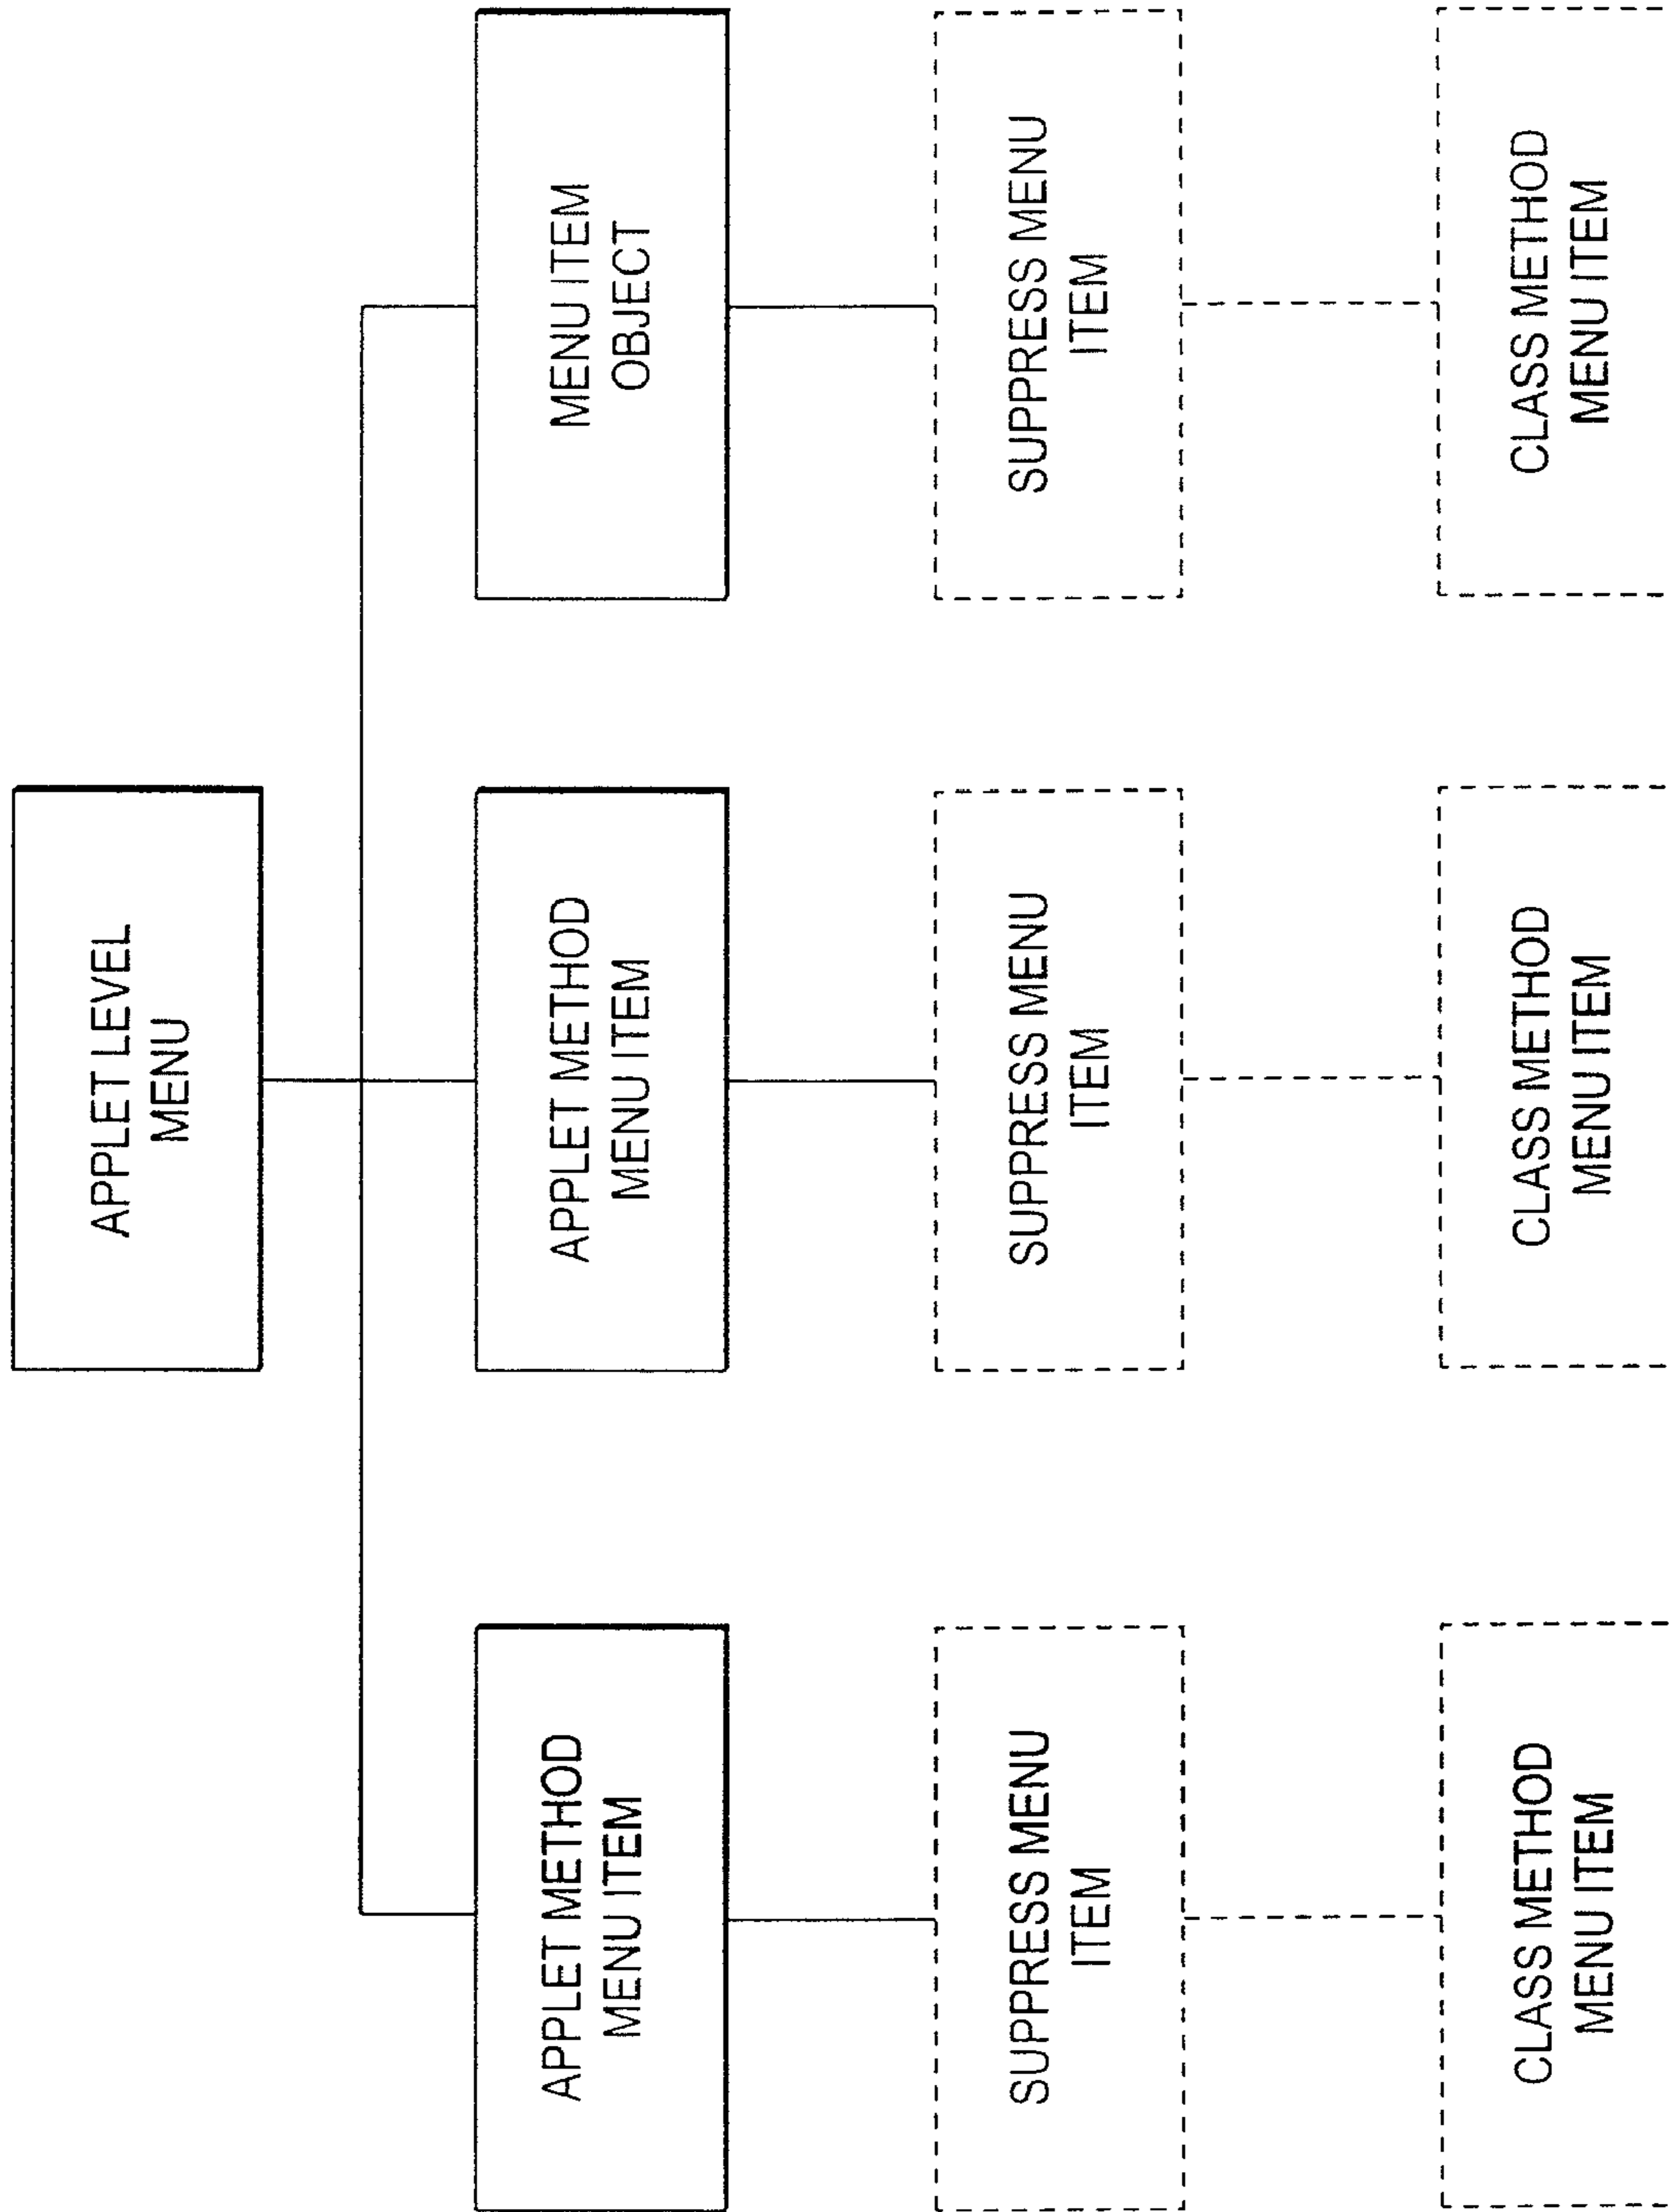 APPLET LEVEL
MENU
APPLET METHOD
MENU ITEM
APPLET METHOD
MENU ITEM
MENU ITEM
OBJECT
SUPPRESS MENU
ITEM
SUPPRESS MENU
ITEM
SUPPRESS MENU
ITEM
CLASS METHOD
MENU ITEM
CLASS METHOD
MENU ITEM
CLASS METHOD
MENU ITEM